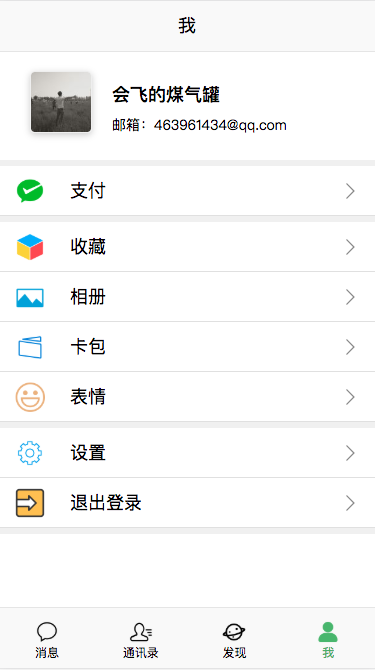 我
会飞的煤气罐
邮箱：463961434@qq.com
支付
收藏
相册
卡包
表情
设置
退出登录
消息 通讯录 发现 我